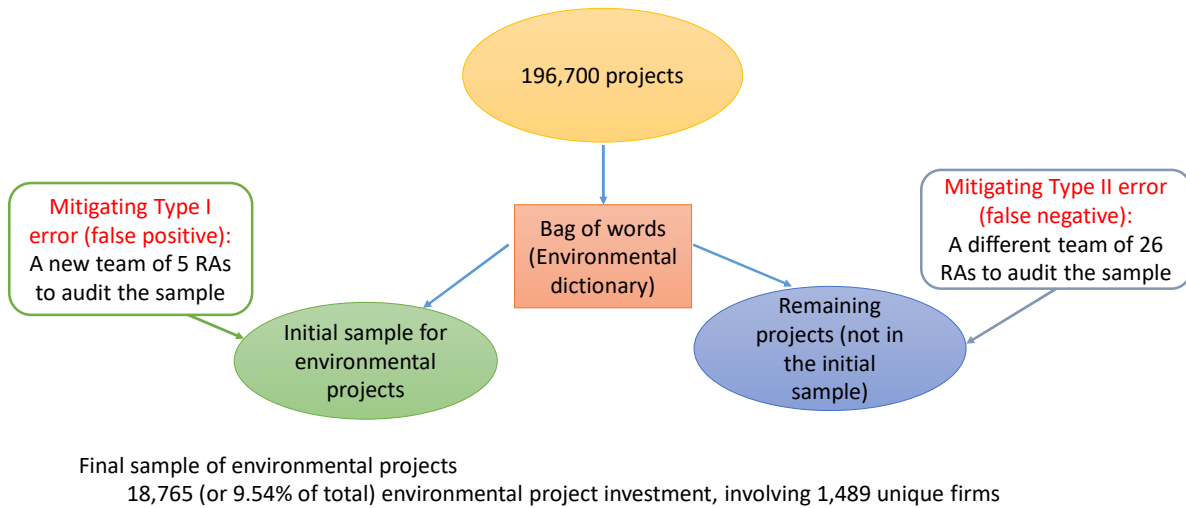 196,700 projects
Mitigating Type I
error (false positive):
A new team of 5 RAs
to audit the sample
Bag of words
(Environmental
dictionary)
Mitigating Type II error
(false negative):
A different team of 26
RAs to audit the sample
Initial sample for
environmental
projects
Remaining
projects (not in
the initial
sample)
Final sample of environmental projects
18,765 (or 9.54% of total) environmental project investment, involving 1,489 unique firms